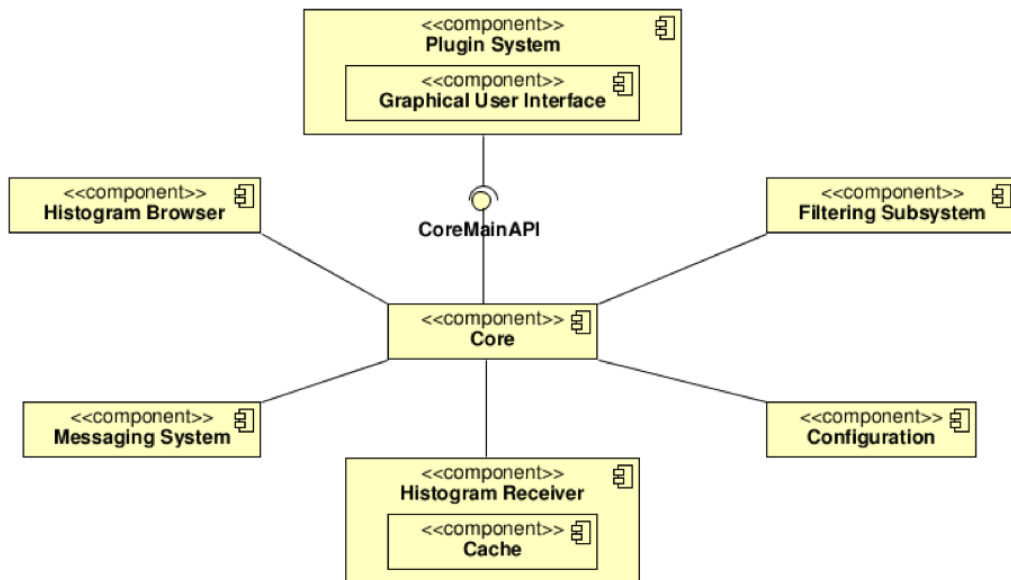 <<component>>
Plugin System
<<component>>
Graphical User Interface
<<component>>
Histogram Browser
<<component>>
Filtering Subsystem
CoreMainAPI
<<component>>
Core
<<component>>
Messaging System
<<component>>
Configuration
<<component>>
Histogram Receiver
<<component>>
Cache